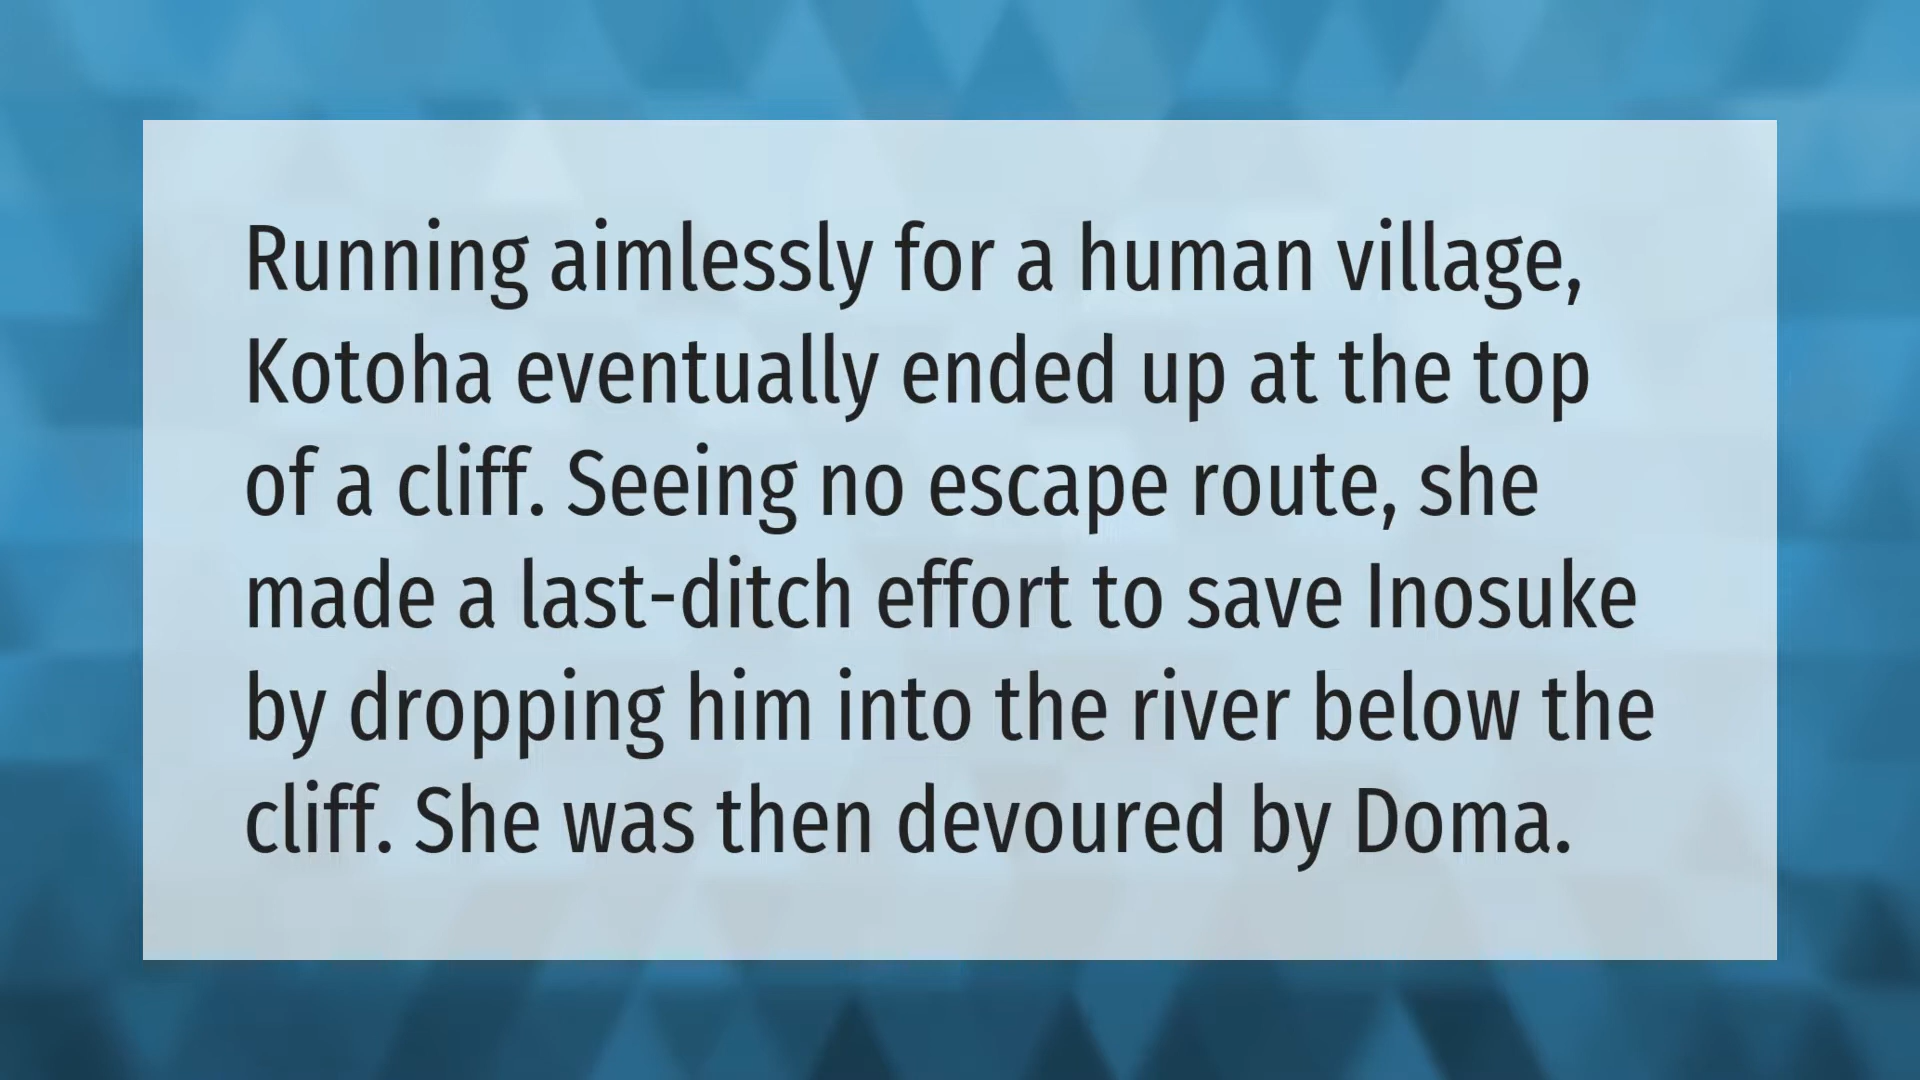 Running aimlessly for a human village,
Kotoha eventually ended up at the top
of a cliff. Seeing no escape route, she
made a last-ditch effort to save Inosuke
by dropping him into the river below the
cliff. She was then devoured by Doma.